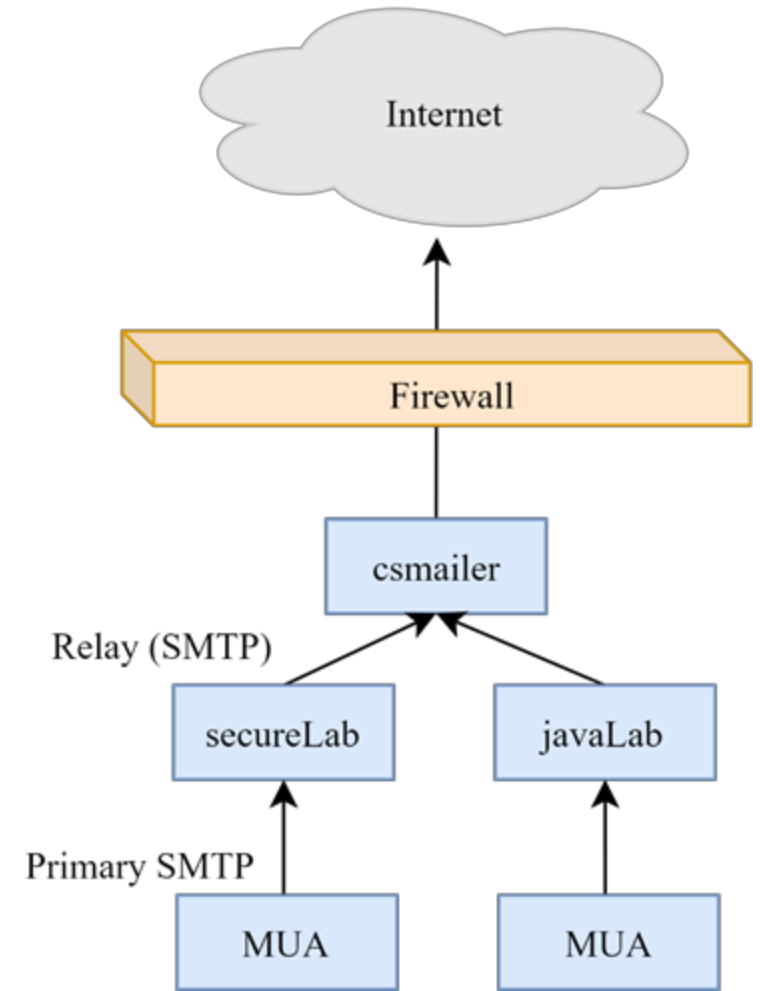 Internet
Firewall
csmailer
Relay (SMTP)
secureLab
javaLab
Primary SMTP
MUA
MUA